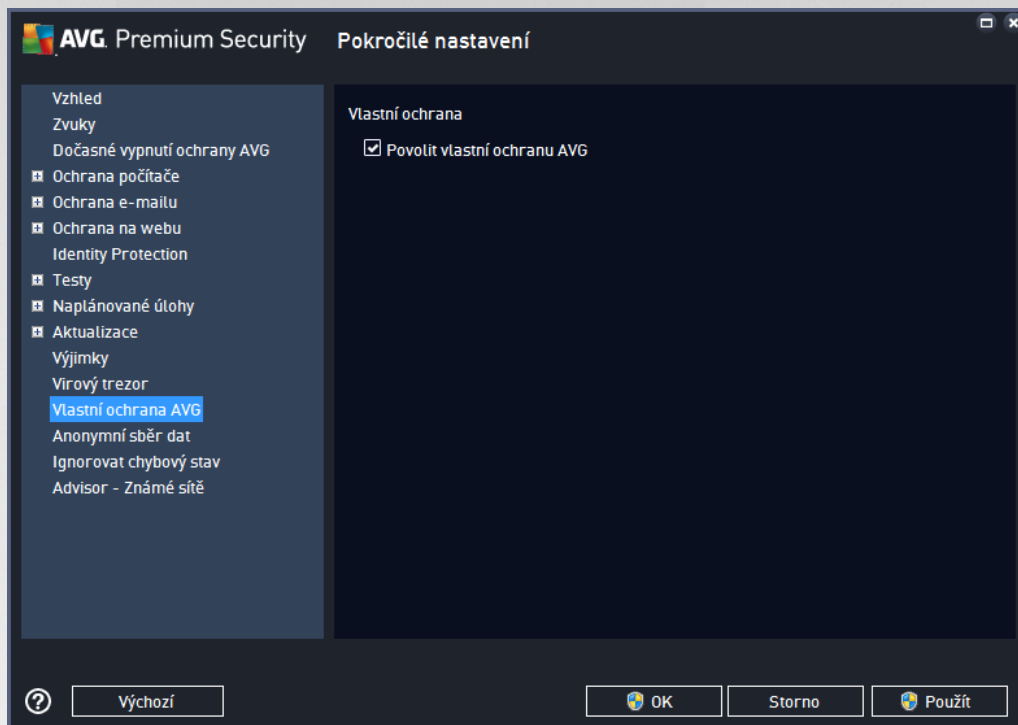 AVG. Premium Security
Pokročilé nastavení
Vzhled
Zvuky
Dočasné vypnutí ochrany AVG
Ochrana počítače
Ochrana e-mailu
Ochrana na webu
Identity Protection
Testy
Naplánované úlohy
Aktualizace
Výjimky
Virový trezor
Vlastní ochrana AVG
Anonymní sběr dat
Ignorovat chybový stav
Advisor - Známé sítě
Vlastní ochrana
Povolit vlastní ochranu AVG
Výchozí
OK
Storno
Použít